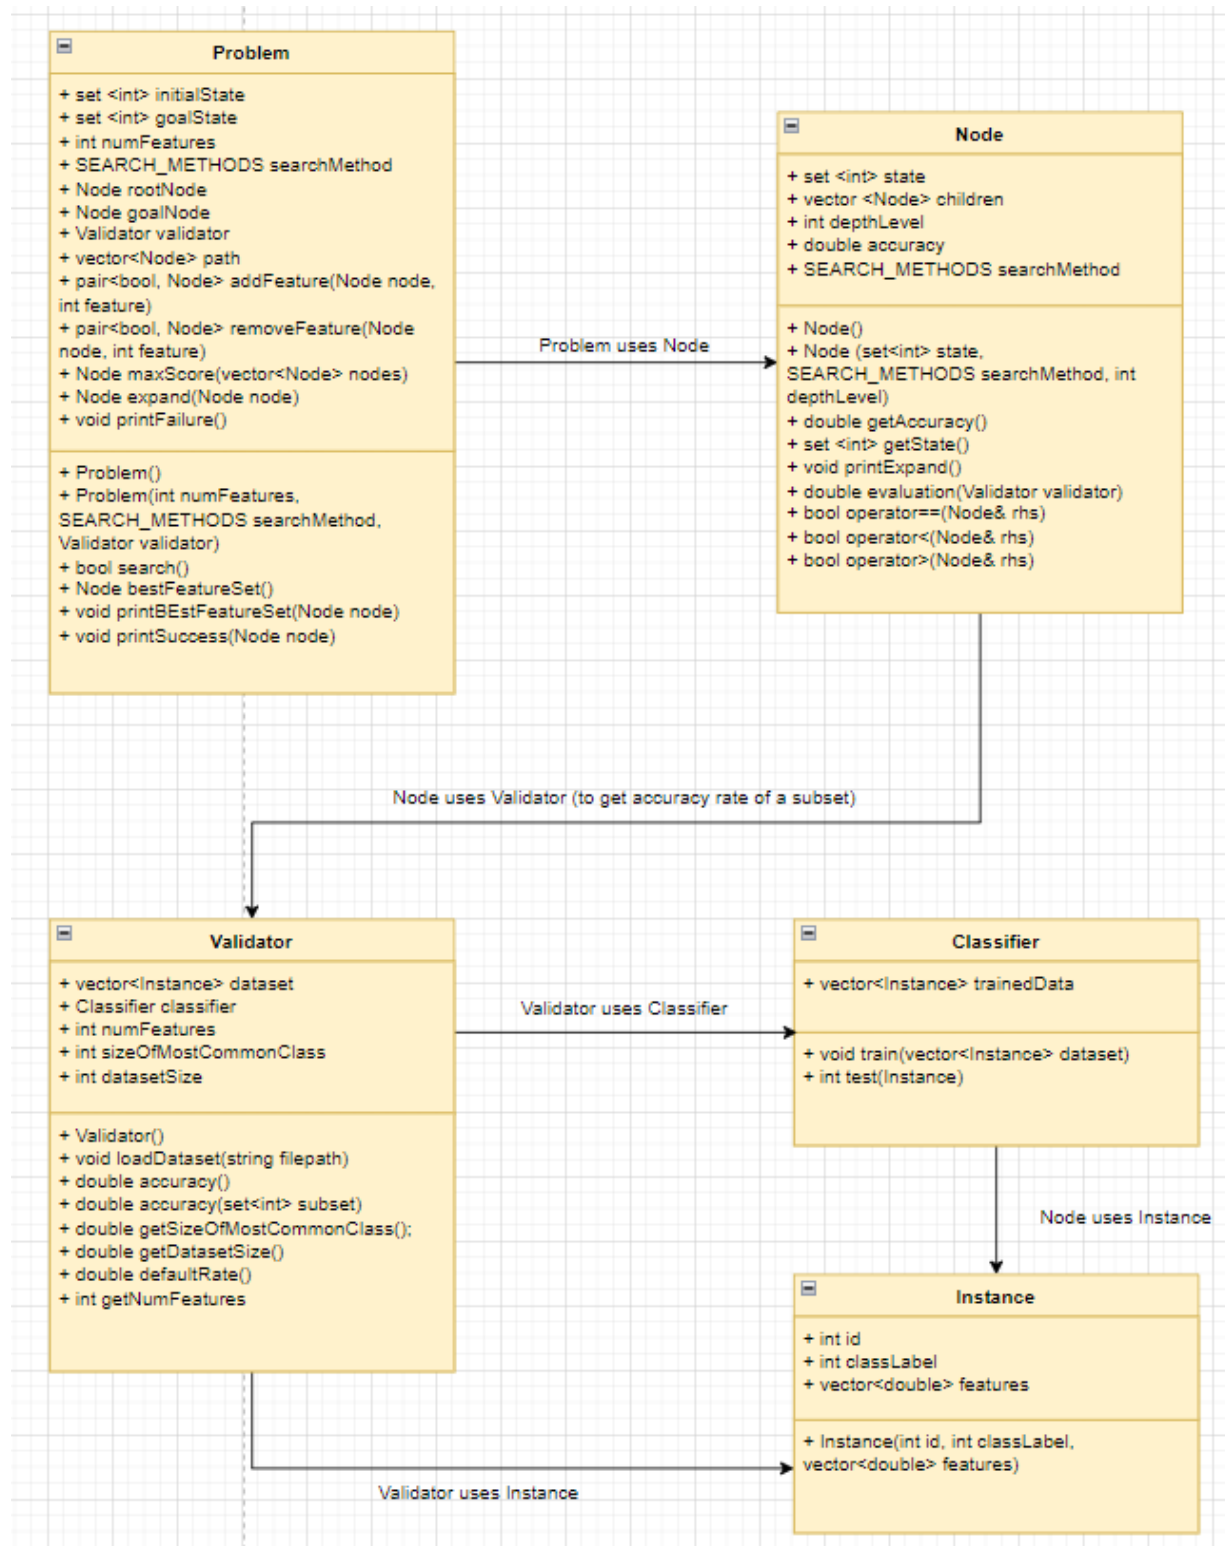 Problem
+ set <int> initialState
+ set <int> goalState
+ int numFeatures
+ SEARCH_METHODS searchMethod
+ Node rootNode
+ Node goalNode
+ Validator validator
+ vector<Node> path
+ pair<bool, Node> addFeature(Node node,
int feature)
+ pair<bool, Node> removeFeature(Node
node, int feature)
+ Node maxScore(vector<Node> nodes)
+ Node expand(Node node)
+ void printFailure()
+ Problem()
+ Problem(int numFeatures,
SEARCH_METHODS searchMethod,
Validator validator)
+ bool search()
+ Node bestFeatureSet()
+ void printBEstFeatureSet(Node node)
+ void printSuccess(Node node)
Problem uses Node
Node
+ set <int> state
+ vector <Node> children
+ int depthLevel
+ double accuracy
+ SEARCH_METHODS searchMethod
+ Node()
+ Node (set<int> state,
SEARCH_METHODS searchMethod, int
depthLevel)
+ double getAccuracy()
+ set <int> getState()
+ void printExpand()
+ double evaluation(Validator validator)
+ bool operator==(Node& rhs)
+ bool operator<(Node& rhs)
+ bool operator>(Node& rhs)
Node uses Validator (to get accuracy rate of a subset)
Validator
+ vector<Instance> dataset
+ Classifier classifier
+ int numFeatures
+ int sizeOfMostCommonClass
+ int datasetSize
+ Validator()
+ void loadDataset(string filepath)
+ double accuracy()
+ double accuracy(set<int> subset)
+ double getSizeOfMostCommonClass();
+ double getDatasetSize()
+ double defaultRate()
+ int getNumFeatures
Validator uses Classifier
Classifier
+ vector<Instance> trainedData
+ void train(vector<Instance> dataset)
+ int test(Instance)
Node uses Instance
Instance
+ int id
+ int classLabel
+ vector<double> features
+ Instance(int id, int classLabel,
vector<double> features)
Validator uses Instance